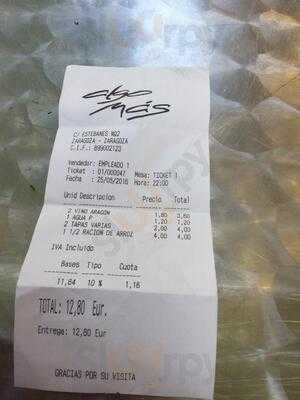 algo
más
C/ ESTEBANES Nº2
ZARAGOZA - ZARAGOZA
C.I.F.: B99002123
Vendedor: EMPLEADO 1
Ticket : 01/000047 Mesa: TICKET 1
Fecha : 25/05/2016 Hora: 22:00
Unid Descripcion Precio Total
2 VINO ARAGON 1,80 3,60
1 AGUA P 1,20 1,20
2 TAPAS VARIAS 2,00 4,00
1 1/2 RACION DE ARROZ 4,00 4,00
IVA Incluido
Bases Tipo Cuota
11,64 10 % 1,16
TOTAL: 12,80 Eur.
Entrega: 12,80 Eur
GRACIAS POR SU VISITA